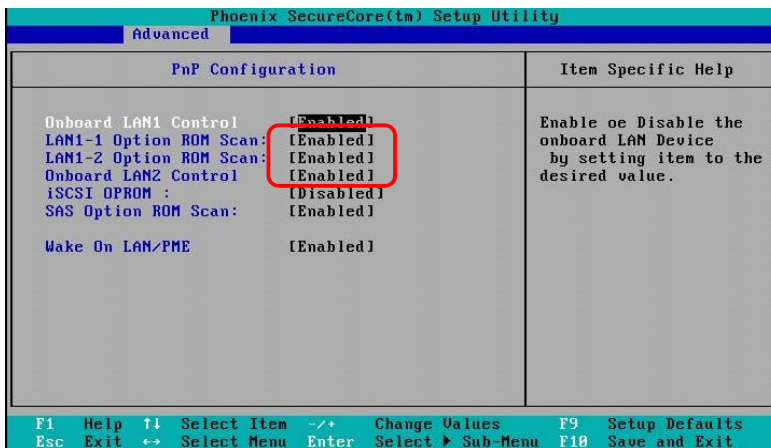 Phoenix SecureCore(tm) Setup Utility
Advanced
PnP Configuration
Item Specific Help
Onboard LAN1 Control [Enabled]
LAN1-1 Option ROM Scan: [Enabled]
LAN1-2 Option ROM Scan: [Enabled]
Onboard LAN2 Control [Enabled]
iSCSI OPROM : [Disabled]
SAS Option ROM Scan: [Enabled]
Wake On LAN/PME [Enabled]
Enable oe Disable the
onboard LAN Device
by setting item to the
desired value.
F1 Help ↑↓ Select Item -/+ Change Values F9 Setup Defaults
Esc Exit ↔ Select Menu Enter Select ▶ Sub-Menu F10 Save and Exit